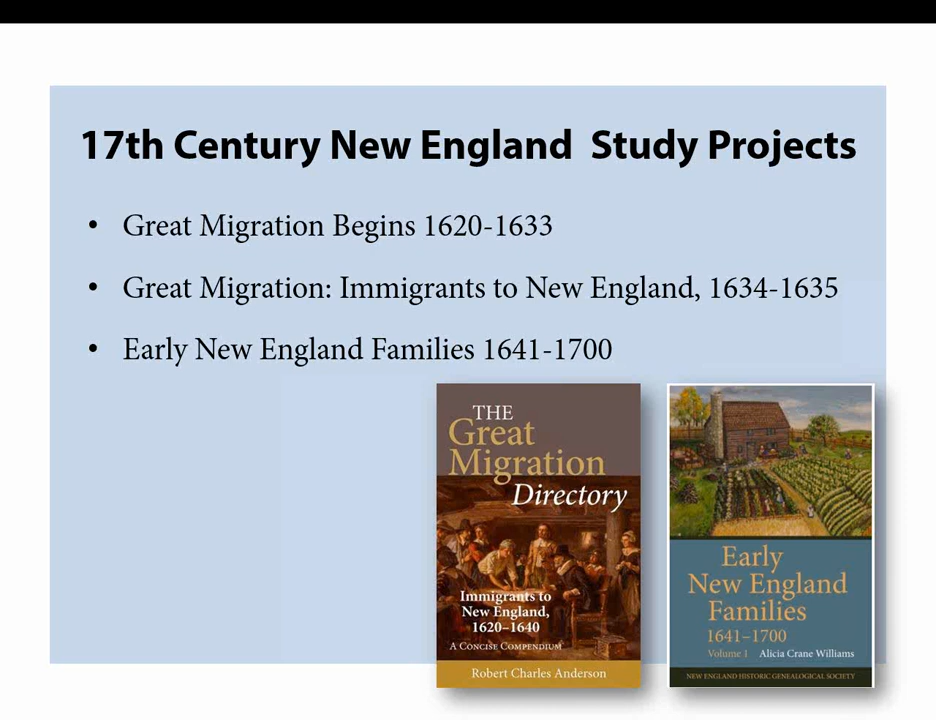 17th Century New England Study Projects
• Great Migration Begins 1620-1633
• Great Migration: Immigrants to New England, 1634-1635
• Early New England Families 1641-1700
THE
Great
Migration
Directory
Immigrants to
New England,
1620–1640
A Concise Compendium
Robert Charles Anderson
Early
New England
Families
1641–1700
Volume 1 Alicia Crane Williams
NEW ENGLAND HISTORIC GENEALOGICAL SOCIETY